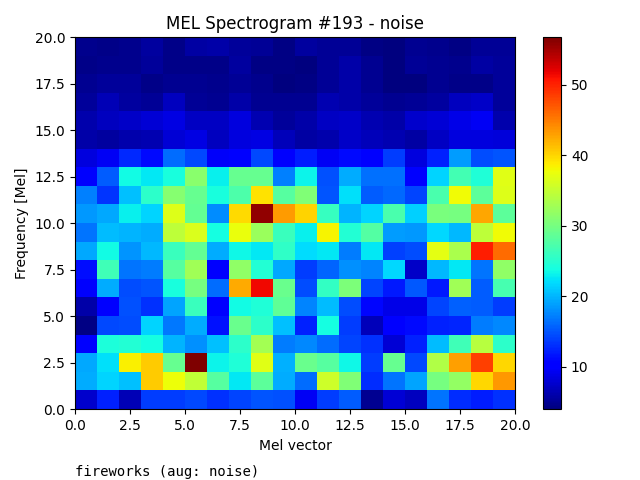 MEL Spectrogram #193 - noise
20.0
17.5
15.0
12.5
10.0
7.5
5.0
2.5
0.0
Frequency [Mel]
0.0 2.5 5.0 7.5 10.0 12.5 15.0 17.5 20.0
Mel vector
50
40
30
20
10
fireworks (aug: noise)